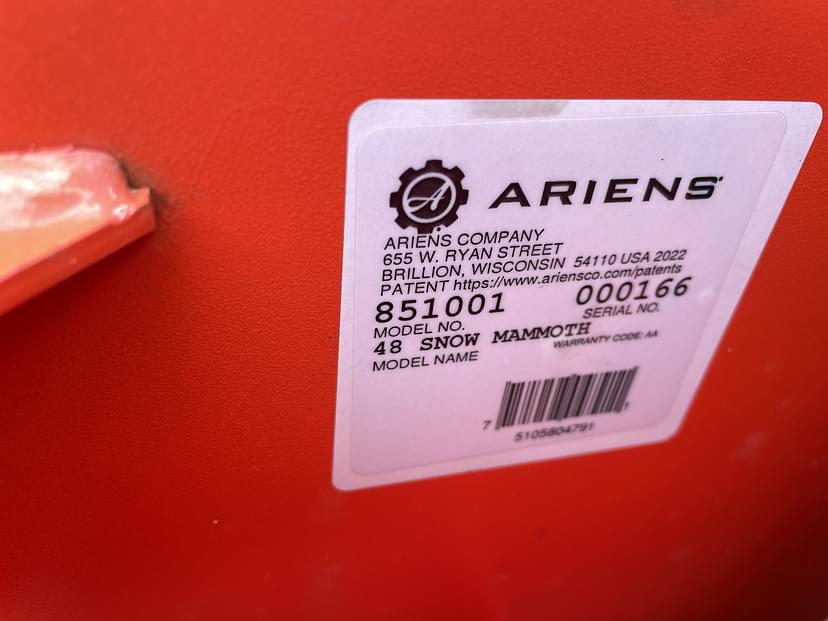 ARIENS
ARIENS COMPANY
655 W. RYAN STREET
BRILLION, WISCONSIN 54110 USA 2022
PATENT https://www.ariensco.com/patents
851001 000166
MODEL NO. SERIAL NO.
48 SNOW MAMMOTH
MODEL NAME WARRANTY CODE: AA
7 5105804791 1